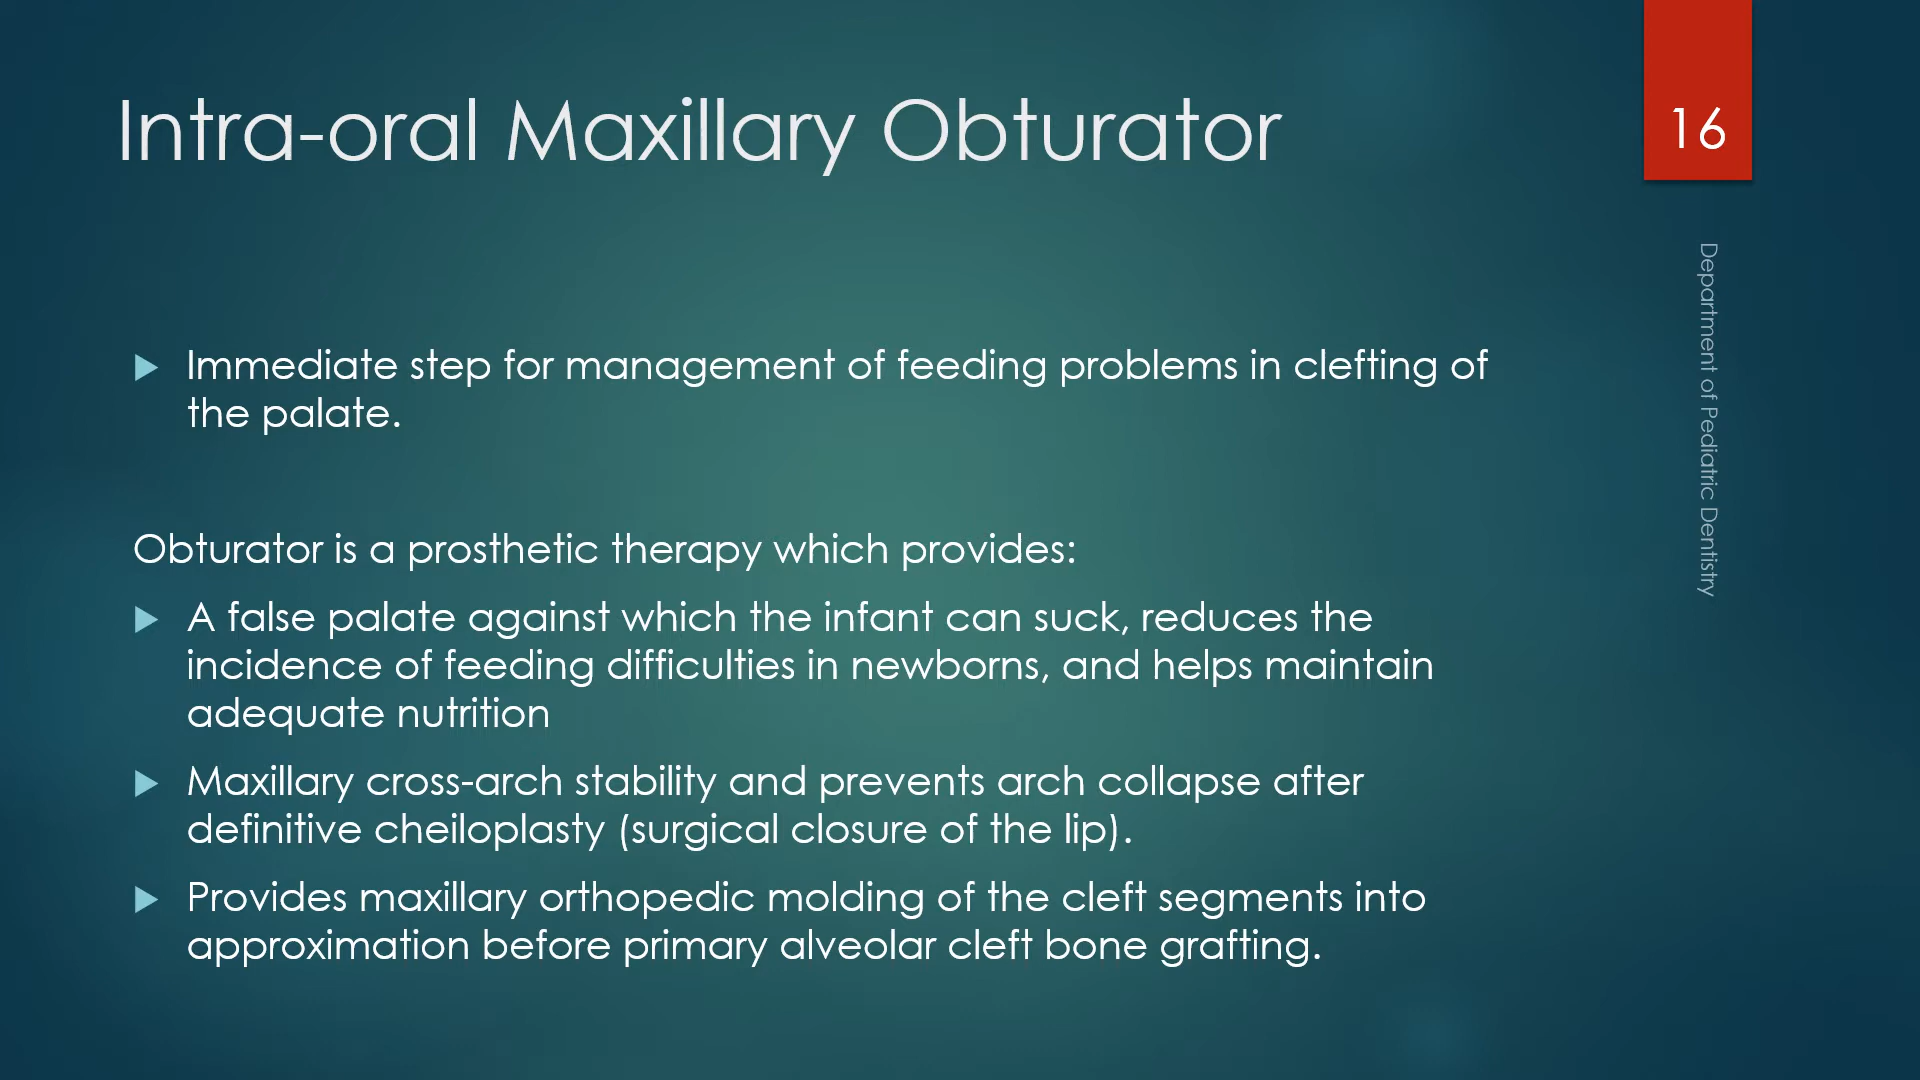 Intra-oral Maxillary Obturator
16
Immediate step for management of feeding problems in clefting of
the palate.
Obturator is a prosthetic therapy which provides:
A false palate against which the infant can suck, reduces the
incidence of feeding difficulties in newborns, and helps maintain
adequate nutrition
Maxillary cross-arch stability and prevents arch collapse after
definitive cheiloplasty (surgical closure of the lip).
Provides maxillary orthopedic molding of the cleft segments into
approximation before primary alveolar cleft bone grafting.
Department of Pediatric Dentistry